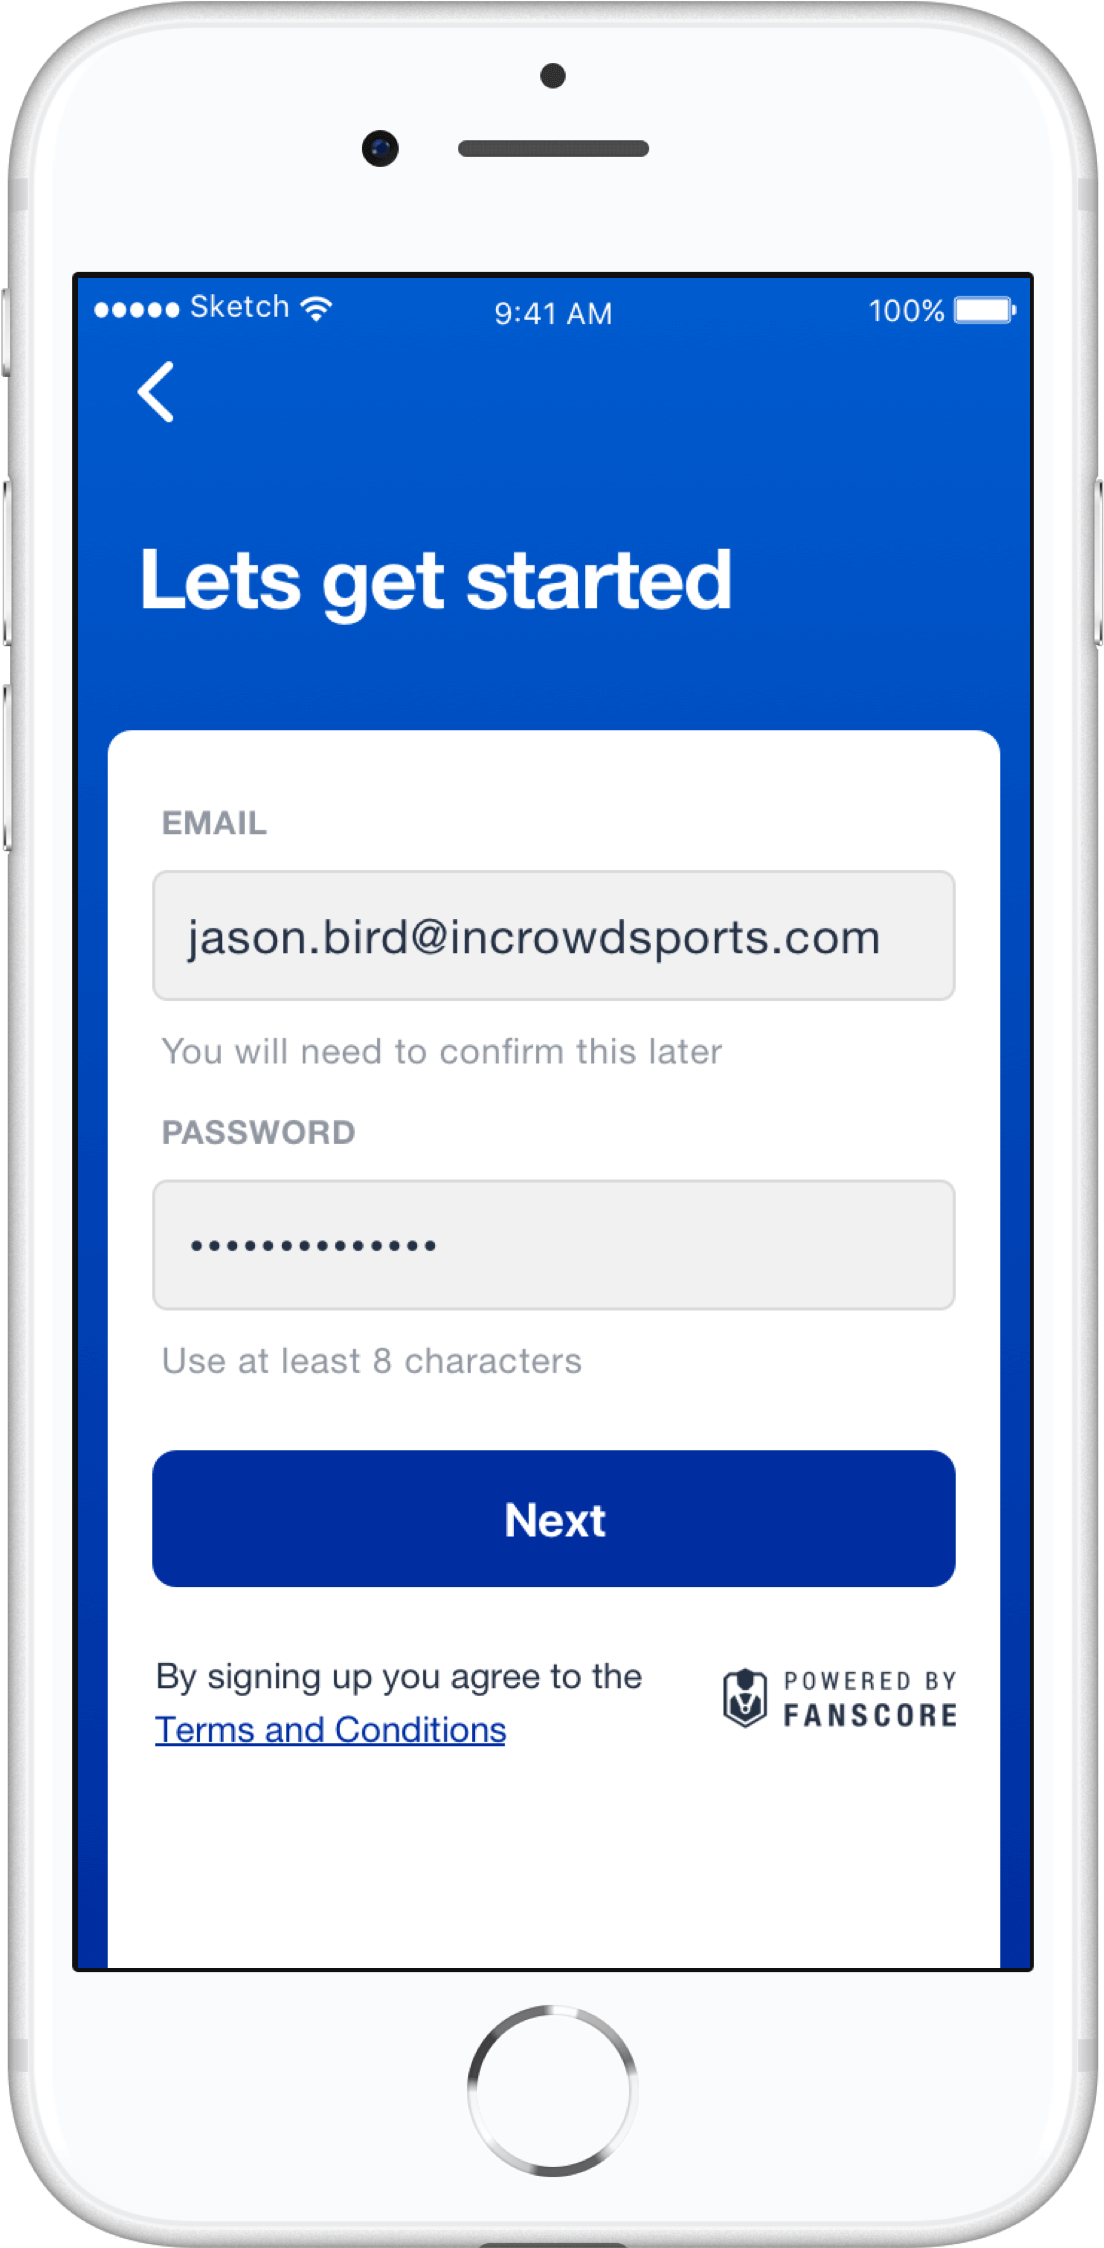 Sketch 9:41 AM 100%
Lets get started
EMAIL
jason.bird@incrowdsports.com
You will need to confirm this later
PASSWORD
••••••••••••••
Use at least 8 characters
Next
By signing up you agree to the
Terms and Conditions
POWERED BY
FANSCORE